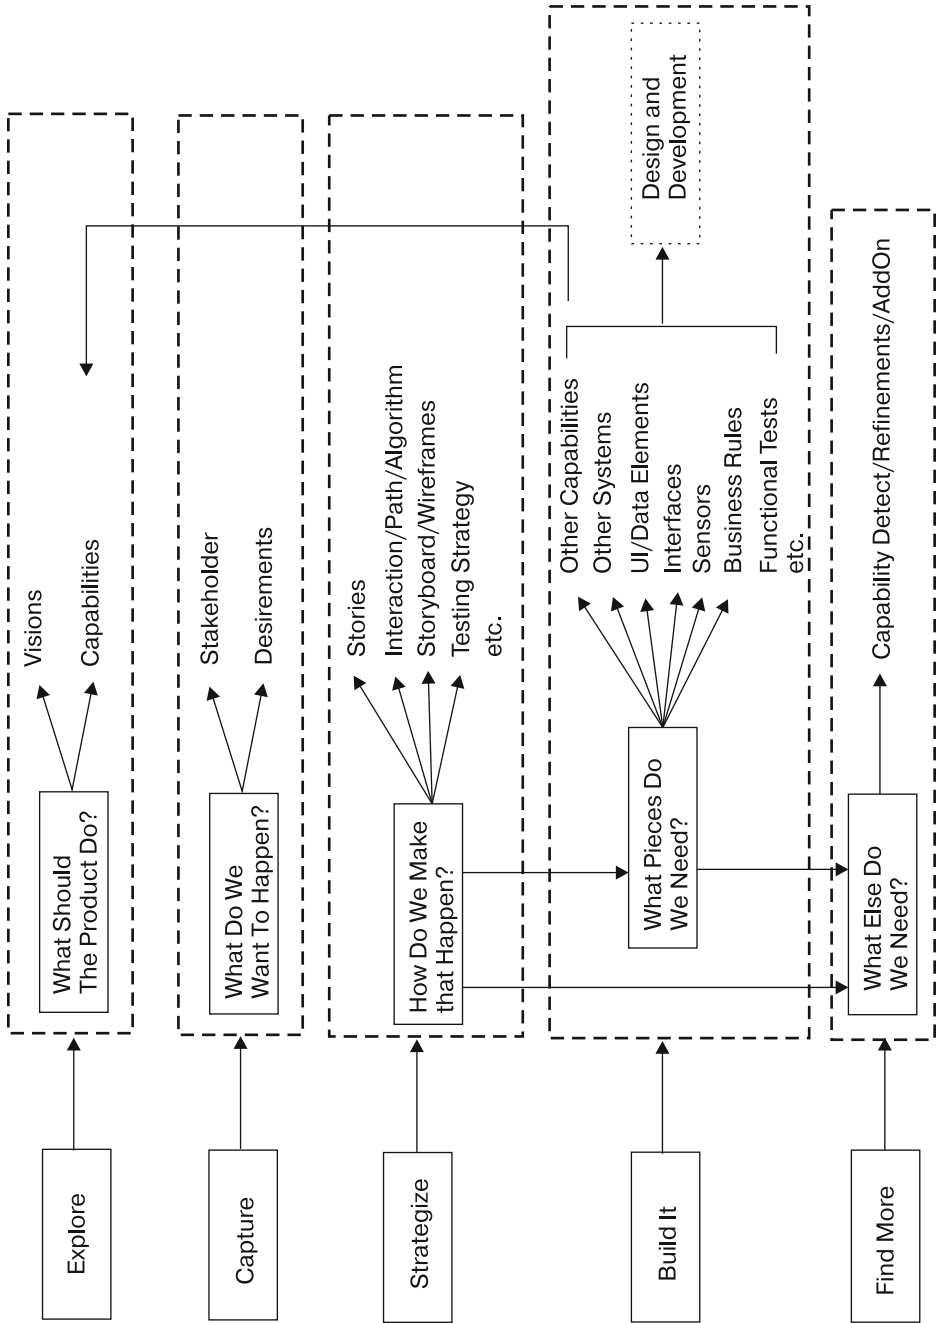 Explore
What Should
The Product Do?
Visions
Capabilities
Capture
What Do We
Want To Happen?
Stakeholder
Desirements
Strategize
How Do We Make
that Happen?
Stories
Interaction/Path/Algorithm
Storyboard/Wireframes
Testing Strategy
etc.
Build It
What Pieces Do
We Need?
Other Capabilities
Other Systems
UI/Data Elements
Interfaces
Sensors
Business Rules
Functional Tests
etc.
Design and
Development
Find More
What Else Do
We Need?
Capability Detect/Refinements/AddOn